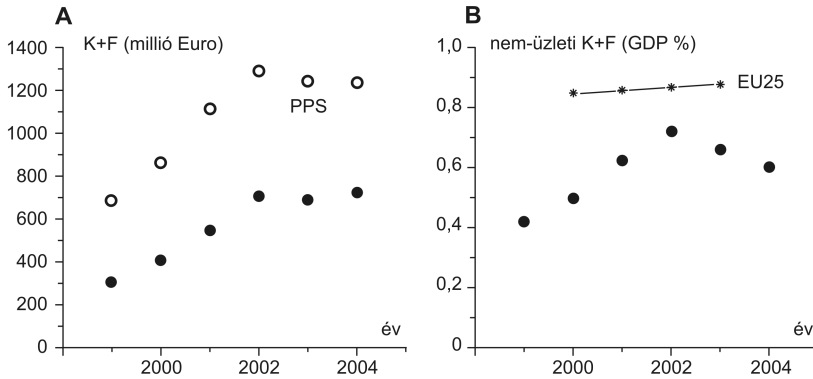 A
K+F (millió Euro)
1400
1200
1000
800
600
400
200
0
PPS
év
2000
2002
2004
B
nem-üzleti K+F (GDP %)
1,0
0,8
0,6
0,4
0,2
0
EU25
év
2000
2002
2004